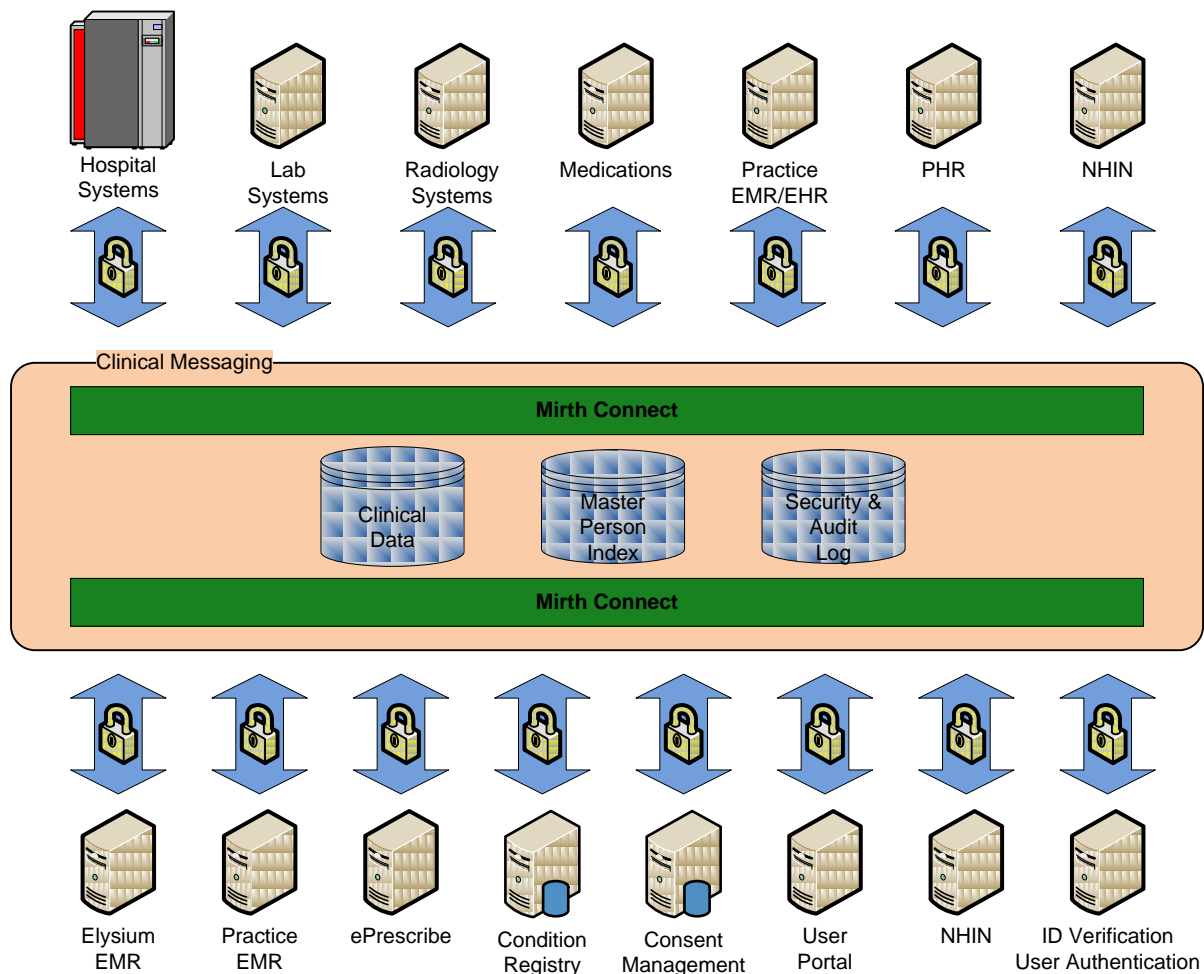 Hospital
Systems
Lab
Systems
Radiology
Systems
Medications
Practice
EMR/EHR
PHR
NHIN
Clinical Messaging
Mirth Connect
Clinical
Data
Master
Person
Index
Security &
Audit
Log
Mirth Connect
Elysium
EMR
Practice
EMR
ePrescribe
Condition
Registry
Consent
Management
User
Portal
NHIN
ID Verification
User Authentication